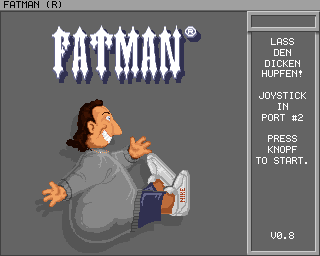 FATMAN (R)
FATMAN®
LASS
DEN
DICKEN
HUPFEN!
JOYSTICK
IN
PORT #2
PRESS
KNOPF
TO START.
V0.8
NIKE